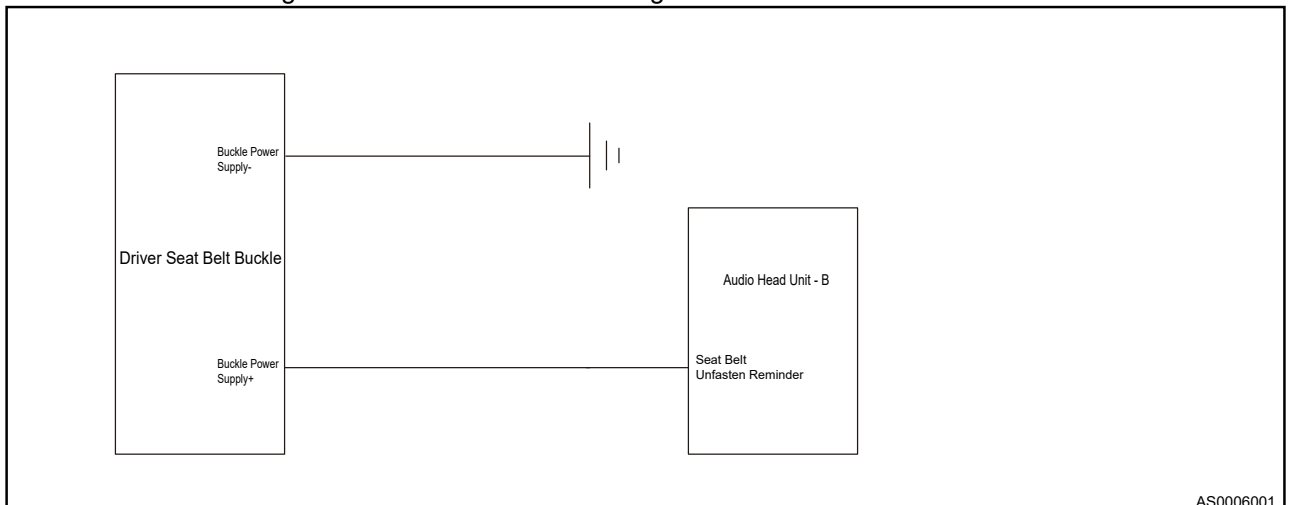 Buckle Power
Supply-
Driver Seat Belt Buckle
Audio Head Unit - B
Buckle Power
Supply+
Seat Belt
Unfasten Reminder
AS0006001